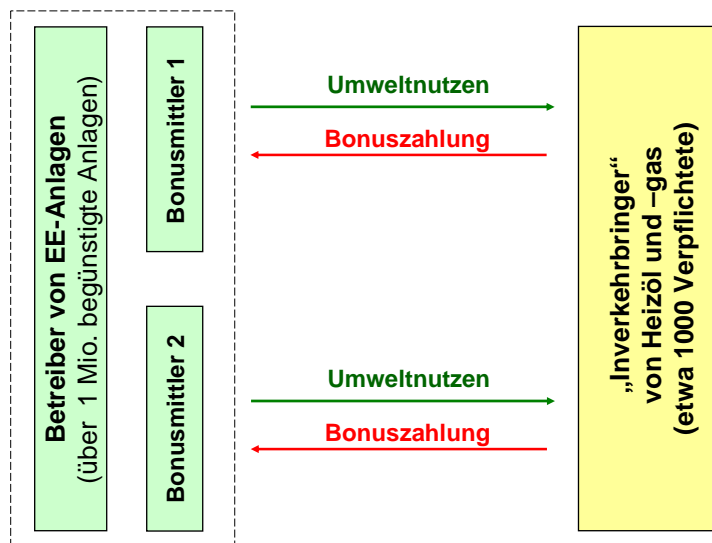 Betreiber von EE-Anlagen
(über 1 Mio. begünstigte Anlagen)
Bonusmittler 1
Bonusmittler 2
Umweltnutzen
Bonuszahlung
Umweltnutzen
Bonuszahlung
„Inverkehrbringer“
von Heizöl und –gas
(etwa 1000 Verpflichtete)